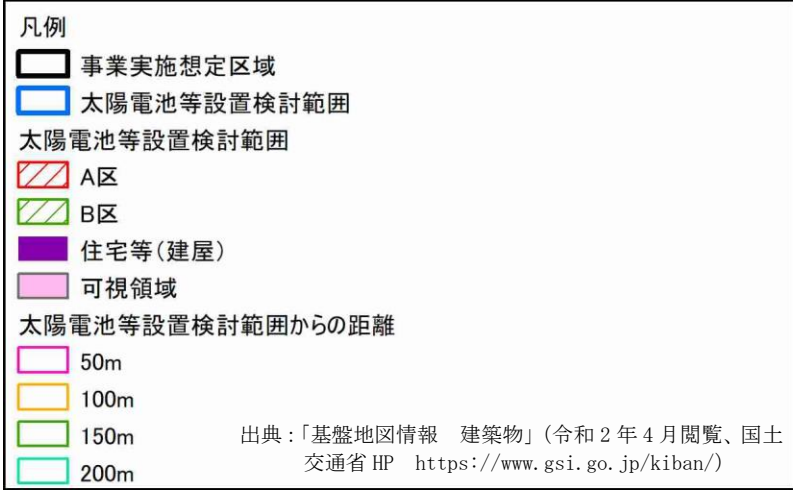 凡例
事業実施想定区域
太陽電池等設置検討範囲
太陽電池等設置検討範囲
A区
B区
住宅等(建屋)
可視領域
太陽電池等設置検討範囲からの距離
50m
100m
150m
200m
出典:「基盤地図情報　建築物」(令和2年4月閲覧、国土
交通省HP　https://www.gsi.go.jp/kiban/)